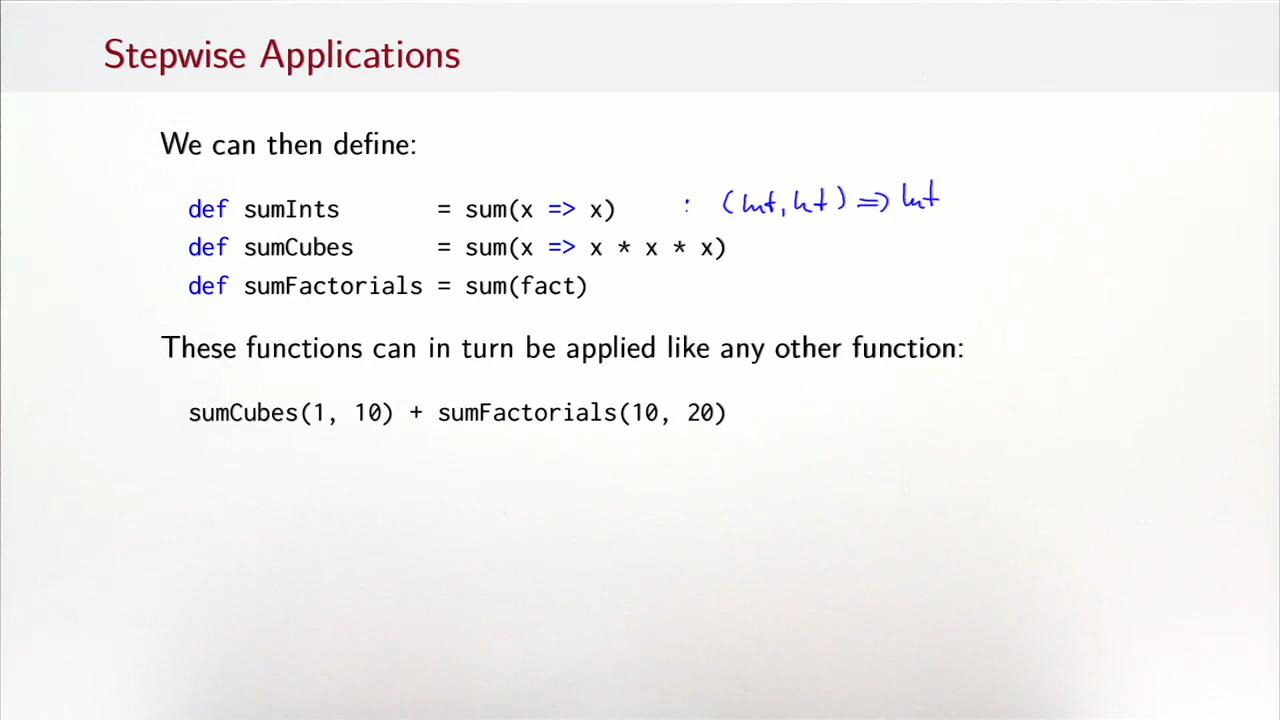 Stepwise Applications
We can then define:
def sumInts = sum(x => x) : (Int, Int) => Int
def sumCubes = sum(x => x * x * x)
def sumFactorials = sum(fact)
These functions can in turn be applied like any other function:
sumCubes(1, 10) + sumFactorials(10, 20)